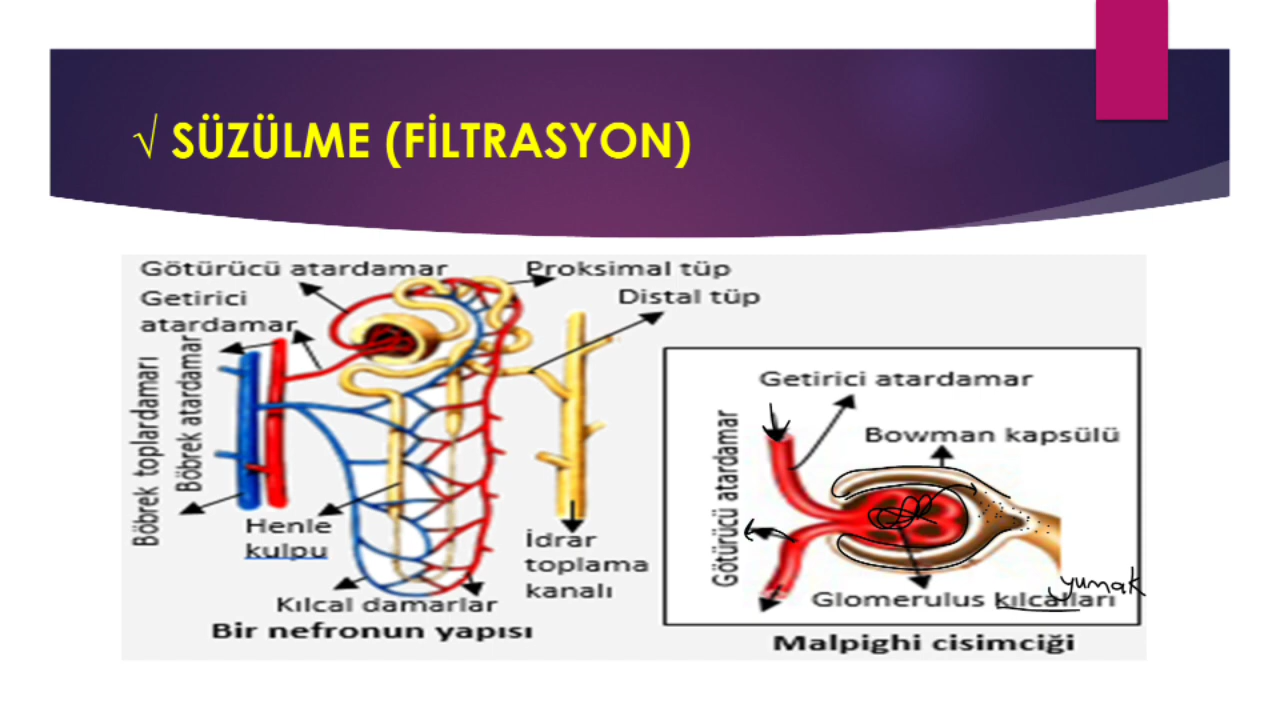 √ SÜZÜLME (FİLTRASYON)
Götürücü atardamar
Proksimal tüp
Getirici
atardamar
Distal tüp
Böbrek toplardamarı
Böbrek atardamar
Henle
kulpu
İdrar
toplama
kanalı
Kılcal damarlar
Bir nefronun yapısı
Getirici atardamar
Bowman kapsülü
Götürücü atardamar
yumak
Glomerulus kılcalları
Malpighi cisimciği